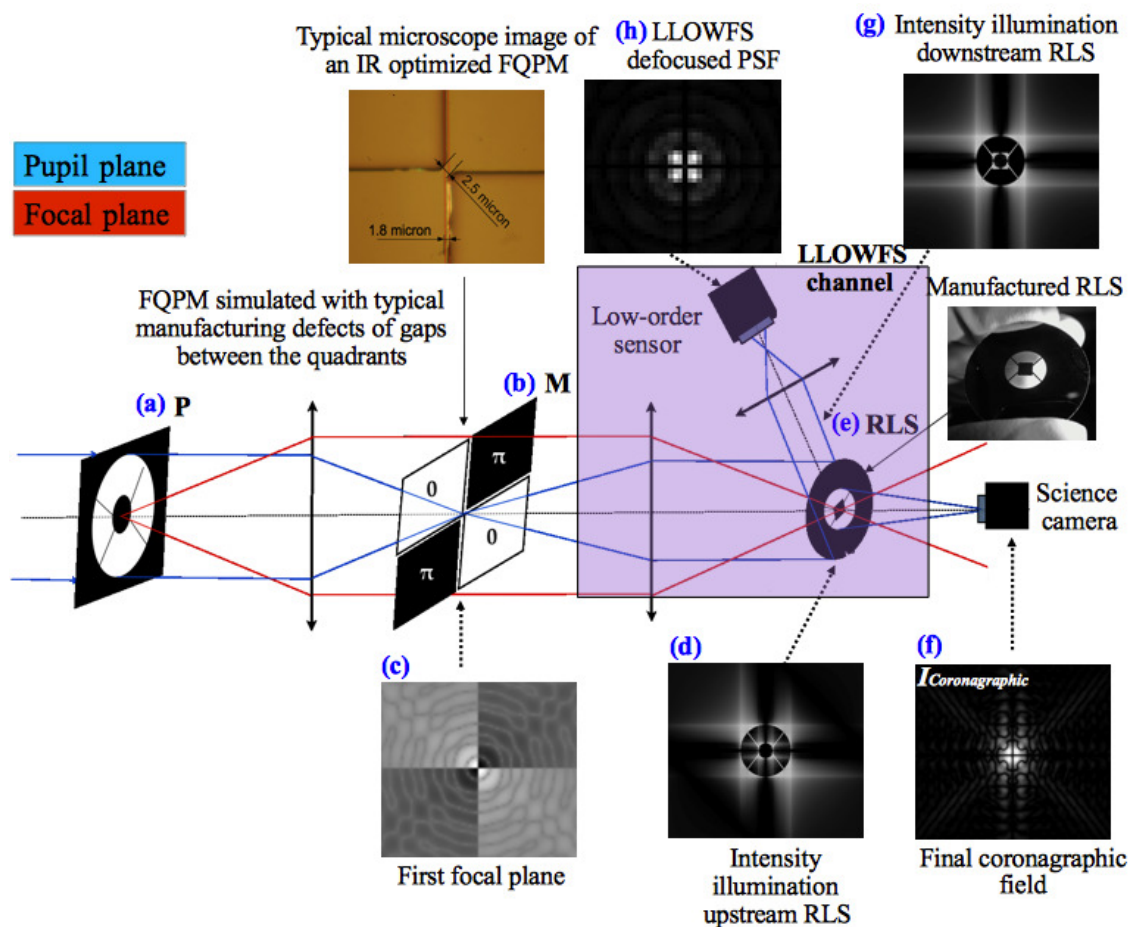 Typical microscope image of
an IR optimized FQPM
(h) LLOWFS
defocused PSF
(g) Intensity illumination
downstream RLS
Pupil plane
Focal plane
2.5 micron
1.8 micron
LLOWFS
channel
Manufactured RLS
Low-order
sensor
FQPM simulated with typical
manufacturing defects of gaps
between the quadrants
(a) P
(b) M
(e) RLS
0
π
π
0
Science
camera
(c)
First focal plane
(d)
Intensity
illumination
upstream RLS
(f)
ICoronagraphic
Final coronagraphic
field